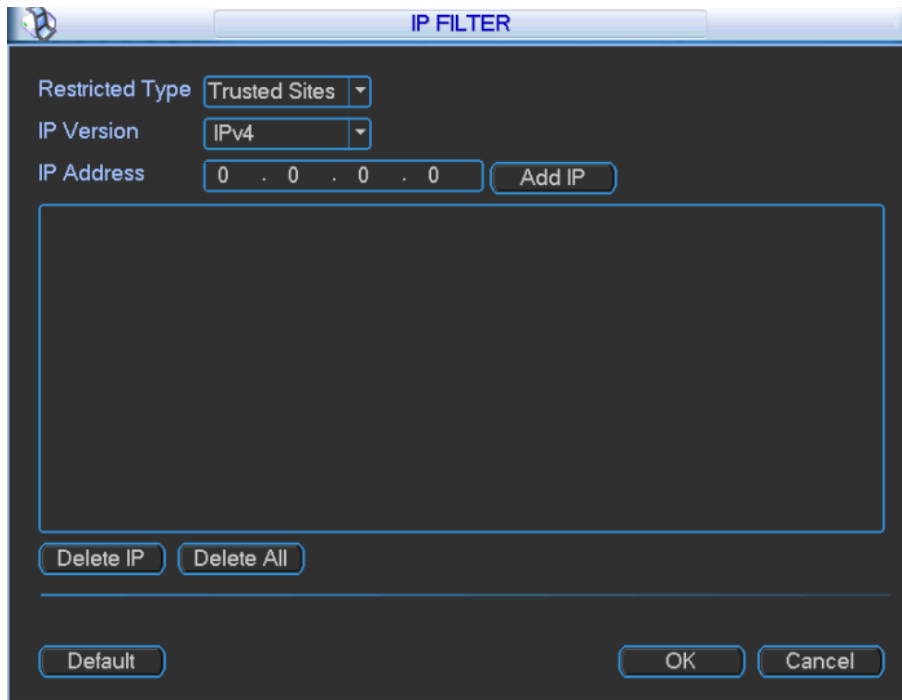 IP FILTER
Restricted Type Trusted Sites
IP Version IPv4
IP Address 0 . 0 . 0 . 0 Add IP
Delete IP Delete All
Default OK Cancel